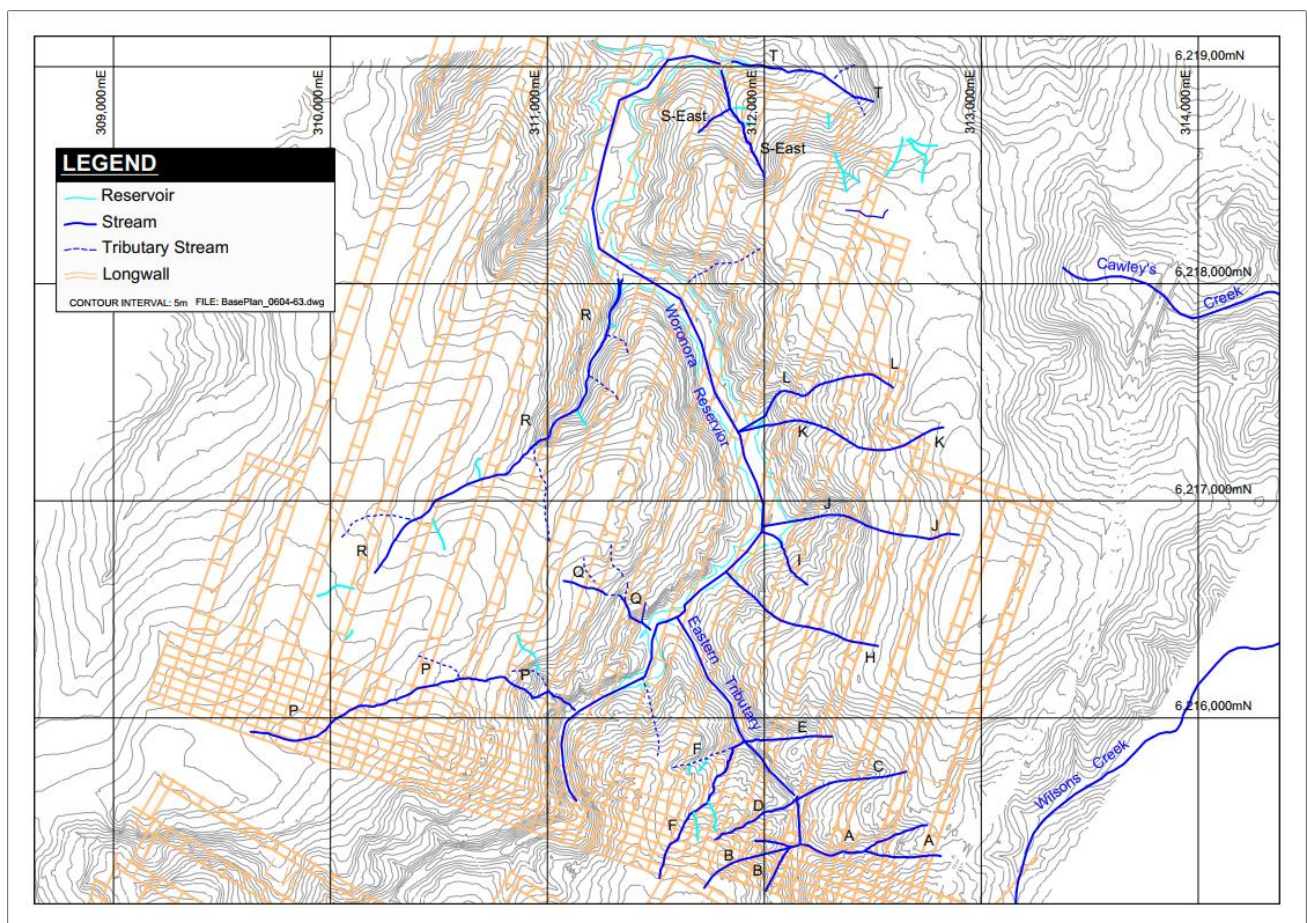 T
6,219,00mN
309,000mE
310,000mE
311,000mE
312,000mE
313,000mE
314,000mE
T
S-East
S-East
LEGEND
Reservoir
Stream
Tributary Stream
Longwall
CONTOUR INTERVAL: 5m FILE: BasePlan_0604-63.dwg
Cawley's
Creek
6,218,000mN
R
Woronora
Reservior
L
L
R
K
K
6,217,000mN
J
J
R
I
Q
Q
Eastern
Tributary
H
P
P
P
6,216,000mN
E
F
C
Wilsons Creek
D
F
A
A
B
B